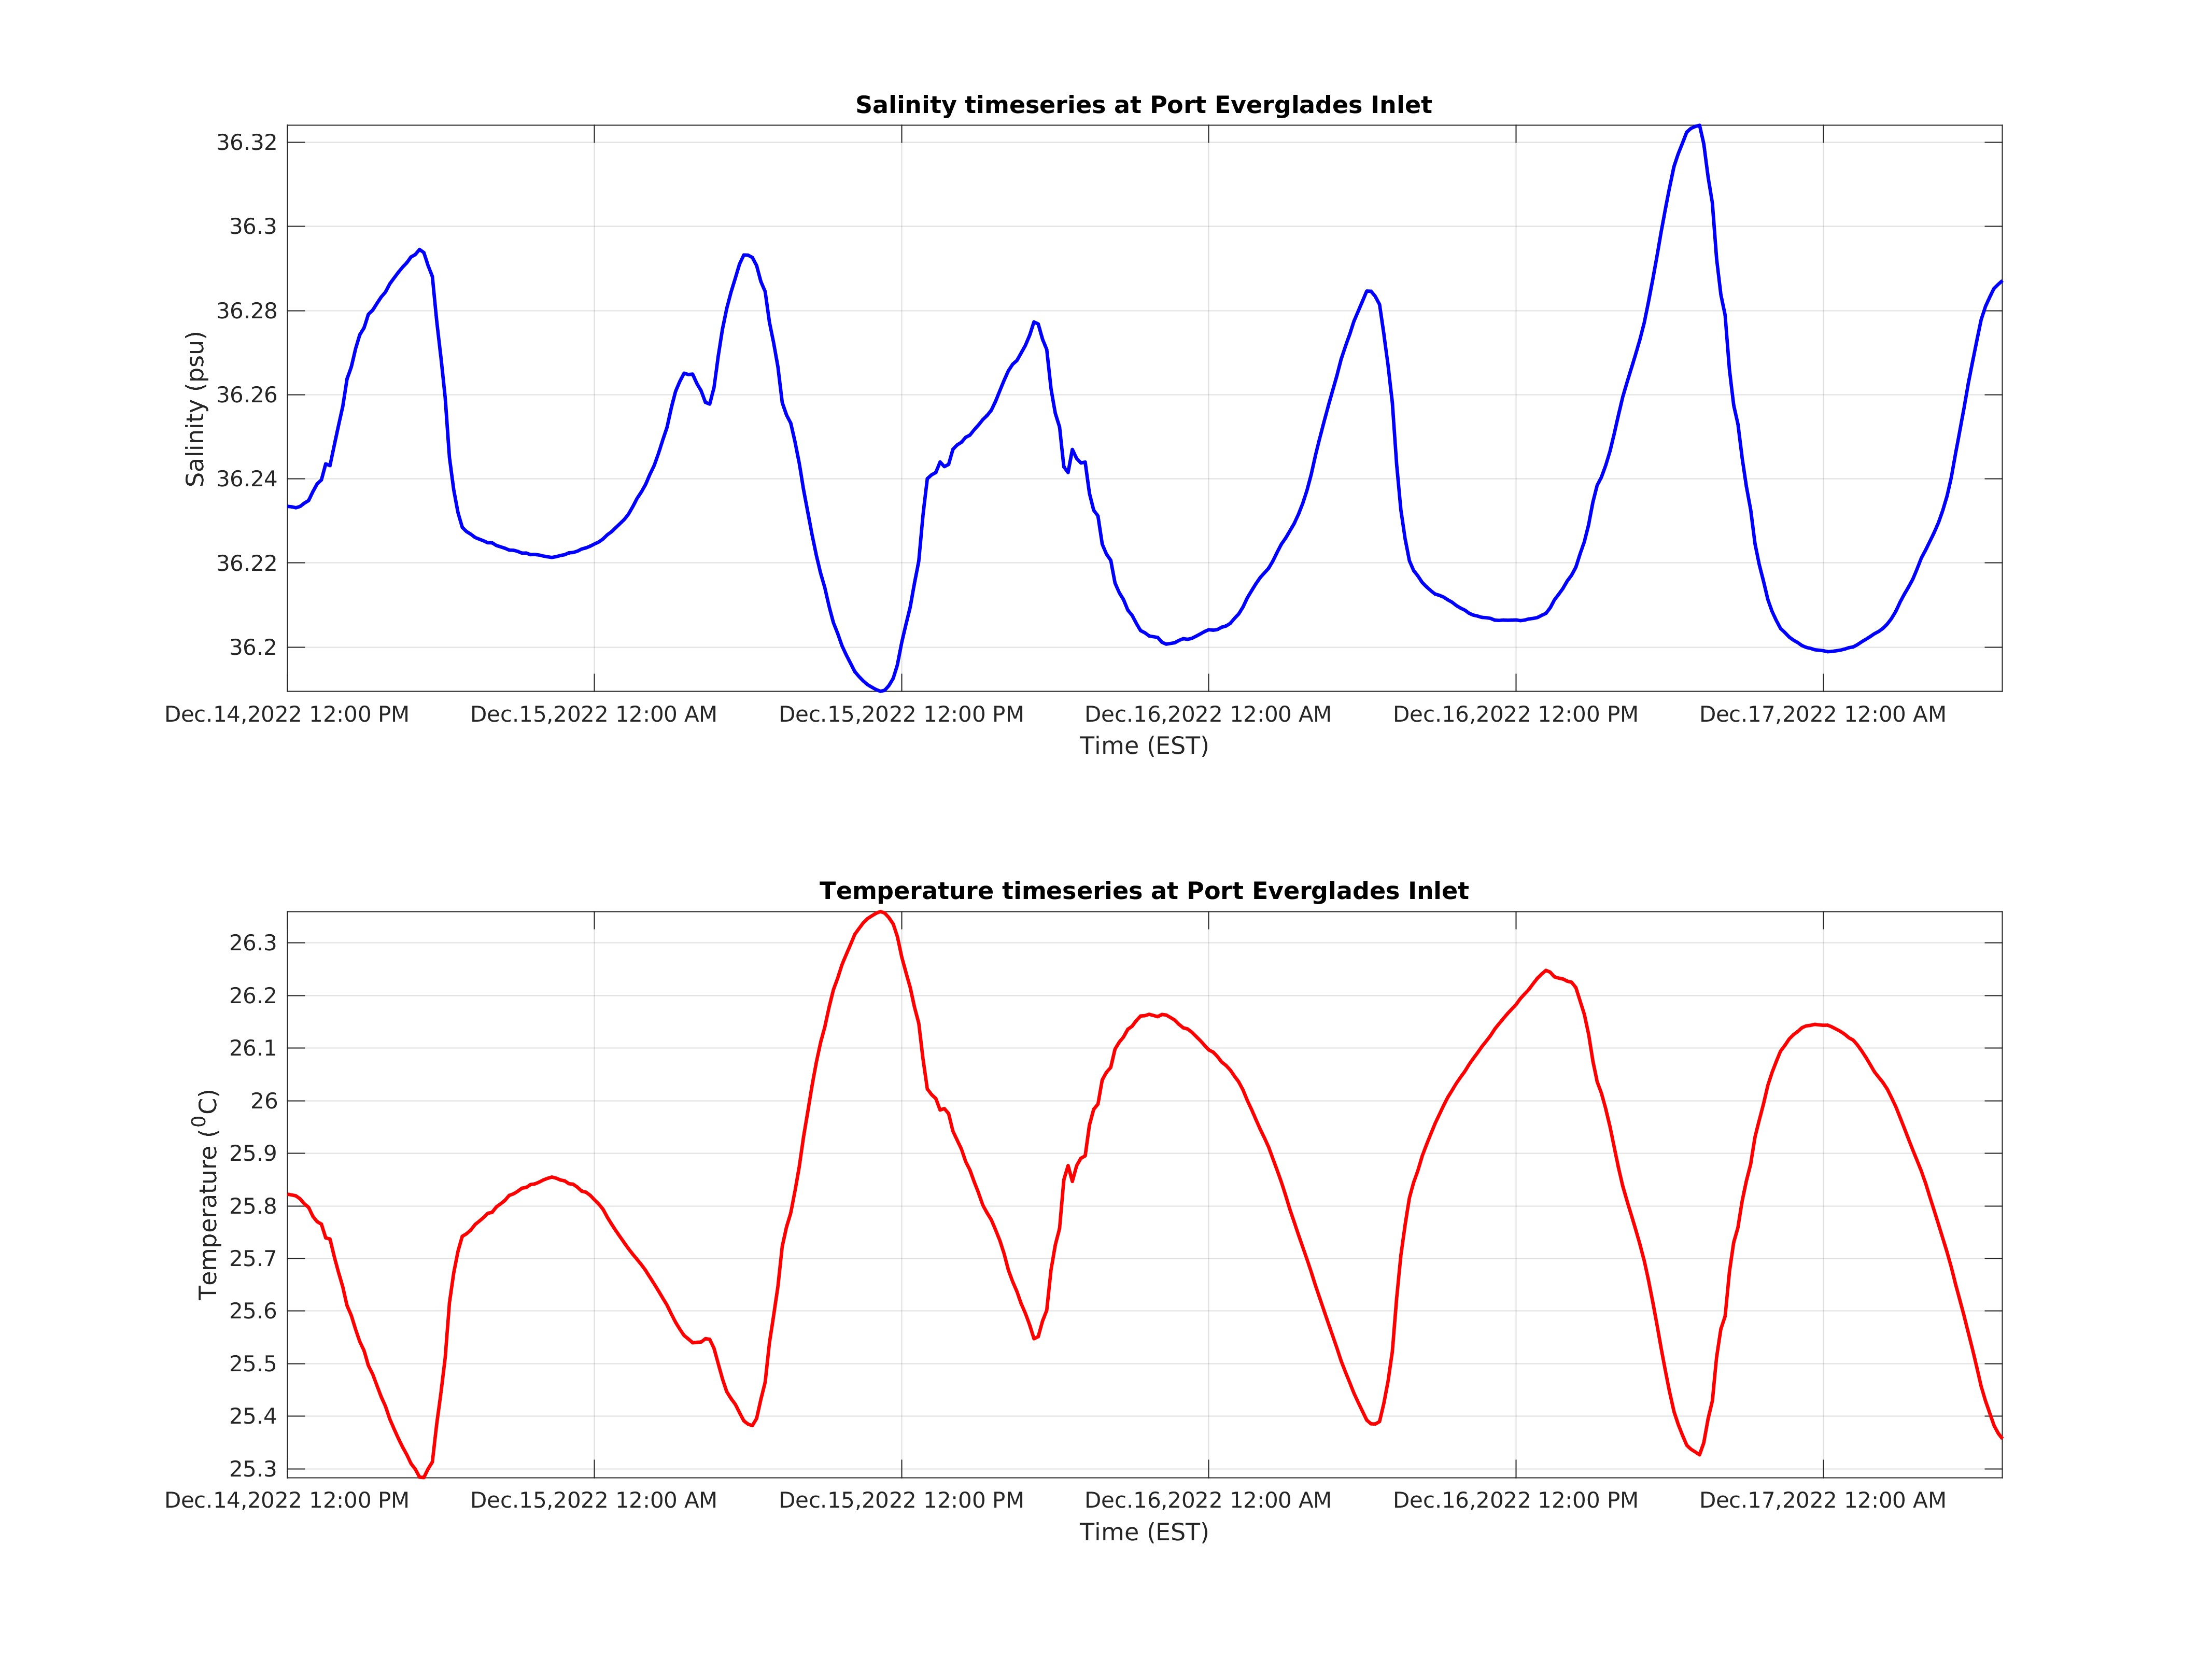 Salinity timeseries at Port Everglades Inlet
36.32
36.3
36.28
36.26
36.24
36.22
36.2
Salinity (psu)
Dec.14,2022 12:00 PM Dec.15,2022 12:00 AM Dec.15,2022 12:00 PM Dec.16,2022 12:00 AM Dec.16,2022 12:00 PM Dec.17,2022 12:00 AM
Time (EST)
Temperature timeseries at Port Everglades Inlet
26.3
26.2
26.1
26
25.9
25.8
25.7
25.6
25.5
25.4
25.3
Temperature (⁰C)
Dec.14,2022 12:00 PM Dec.15,2022 12:00 AM Dec.15,2022 12:00 PM Dec.16,2022 12:00 AM Dec.16,2022 12:00 PM Dec.17,2022 12:00 AM
Time (EST)